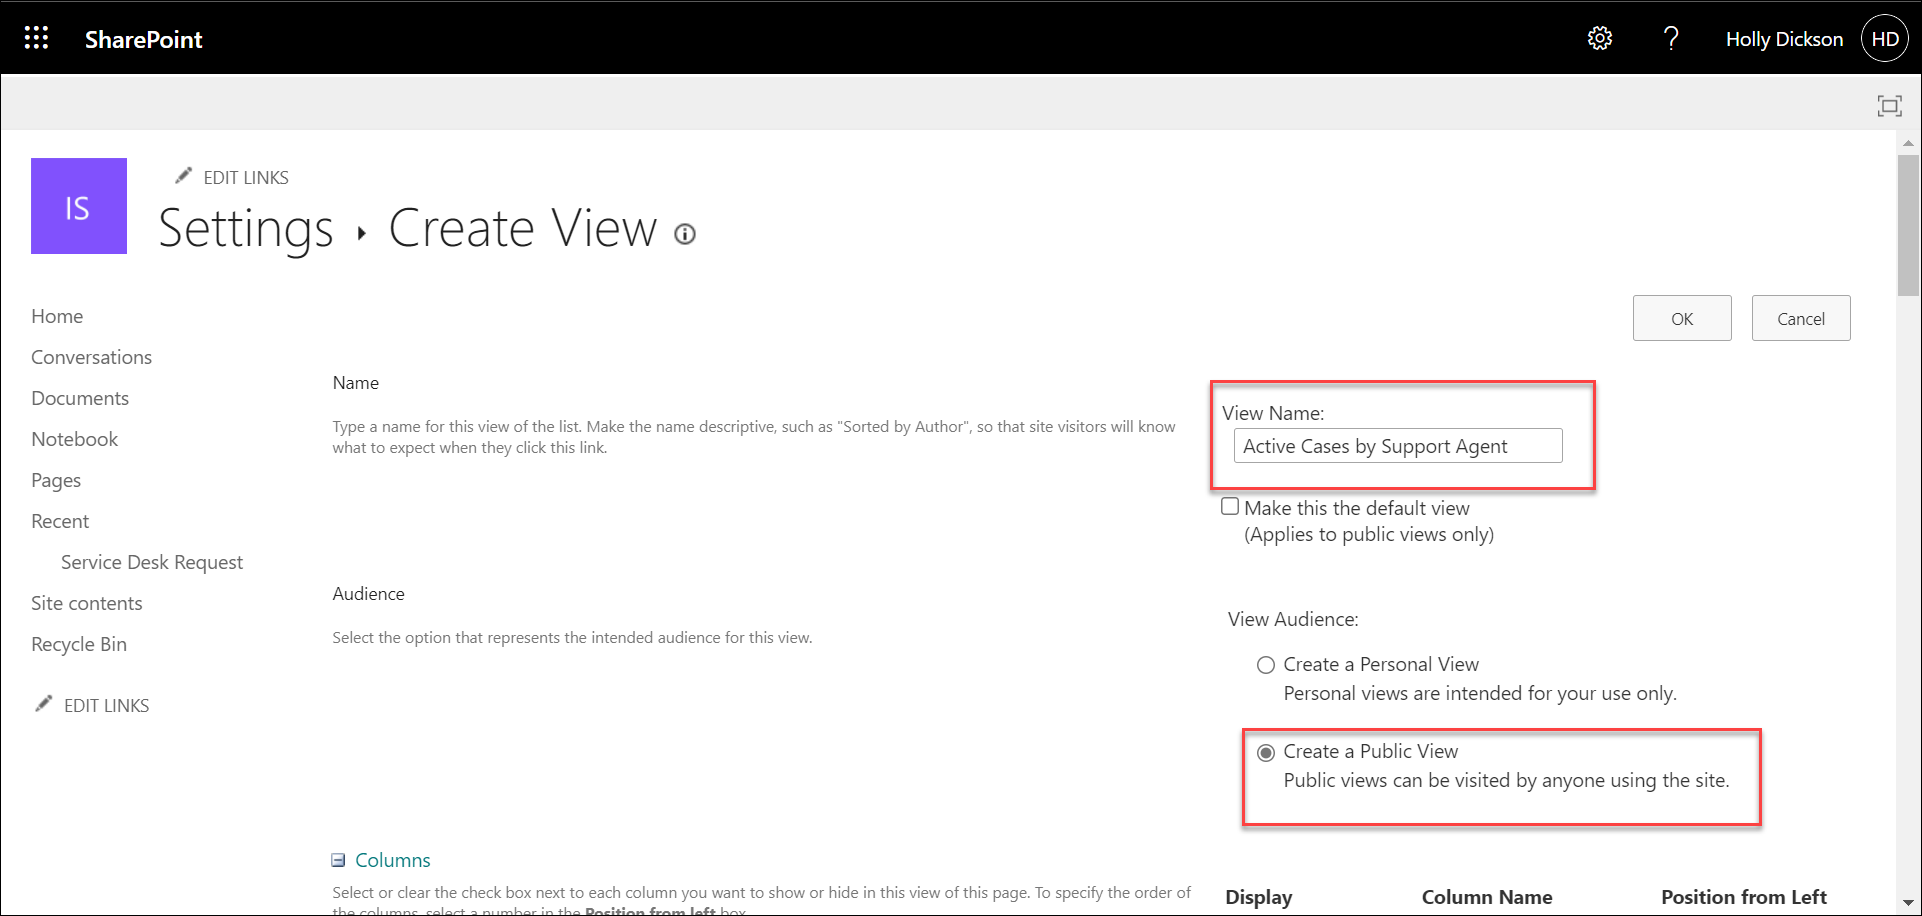 SharePoint
Holly Dickson
HD
IS
EDIT LINKS
Settings ▸ Create View
Home
Conversations
Documents
Notebook
Pages
Recent
Service Desk Request
Site contents
Recycle Bin
EDIT LINKS
OK
Cancel
Name
Type a name for this view of the list. Make the name descriptive, such as "Sorted by Author", so that site visitors will know
what to expect when they click this link.
View Name:
Active Cases by Support Agent
Make this the default view
(Applies to public views only)
Audience
Select the option that represents the intended audience for this view.
View Audience:
Create a Personal View
Personal views are intended for your use only.
Create a Public View
Public views can be visited by anyone using the site.
Columns
Select or clear the check box next to each column you want to show or hide in this view of this page. To specify the order of
the columns, select a number in the Position from left box.
Display
Column Name
Position from Left